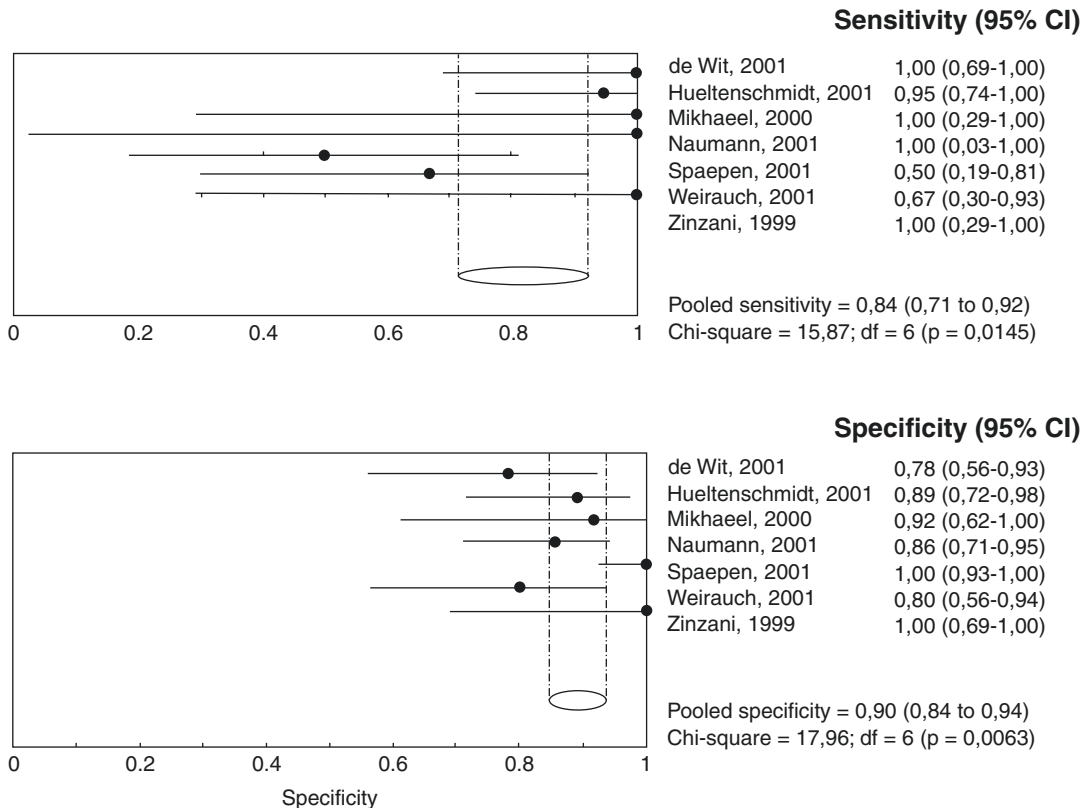 Sensitivity (95% CI)
de Wit, 2001 1,00 (0,69-1,00)
Hueltenschmidt, 2001 0,95 (0,74-1,00)
Mikhaeel, 2000 1,00 (0,29-1,00)
Naumann, 2001 1,00 (0,03-1,00)
Spaepen, 2001 0,50 (0,19-0,81)
Weirauch, 2001 0,67 (0,30-0,93)
Zinzani, 1999 1,00 (0,29-1,00)
Pooled sensitivity = 0,84 (0,71 to 0,92)
Chi-square = 15,87; df = 6 (p = 0,0145)
0 0.2 0.4 0.6 0.8 1
Specificity (95% CI)
de Wit, 2001 0,78 (0,56-0,93)
Hueltenschmidt, 2001 0,89 (0,72-0,98)
Mikhaeel, 2000 0,92 (0,62-1,00)
Naumann, 2001 0,86 (0,71-0,95)
Spaepen, 2001 1,00 (0,93-1,00)
Weirauch, 2001 0,80 (0,56-0,94)
Zinzani, 1999 1,00 (0,69-1,00)
Pooled specificity = 0,90 (0,84 to 0,94)
Chi-square = 17,96; df = 6 (p = 0,0063)
0 0.2 0.4 0.6 0.8 1
Specificity